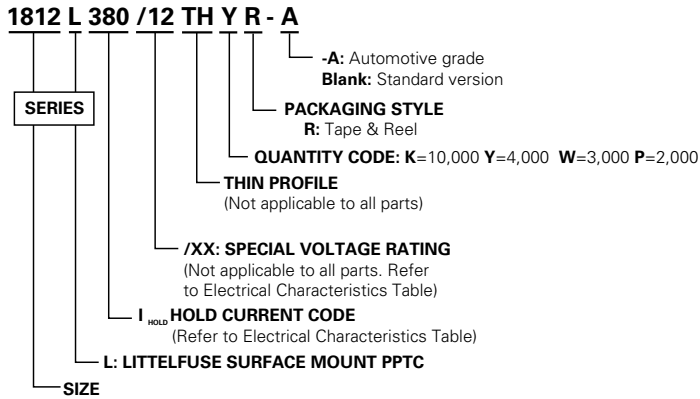 1812 L 380 /12 TH Y R - A
-A: Automotive grade
Blank: Standard version
SERIES
PACKAGING STYLE
R: Tape & Reel
QUANTITY CODE: K=10,000 Y=4,000 W=3,000 P=2,000
THIN PROFILE
(Not applicable to all parts)
/XX: SPECIAL VOLTAGE RATING
(Not applicable to all parts. Refer
to Electrical Characteristics Table)
I HOLD HOLD CURRENT CODE
(Refer to Electrical Characteristics Table)
L: LITTELFUSE SURFACE MOUNT PPTC
SIZE